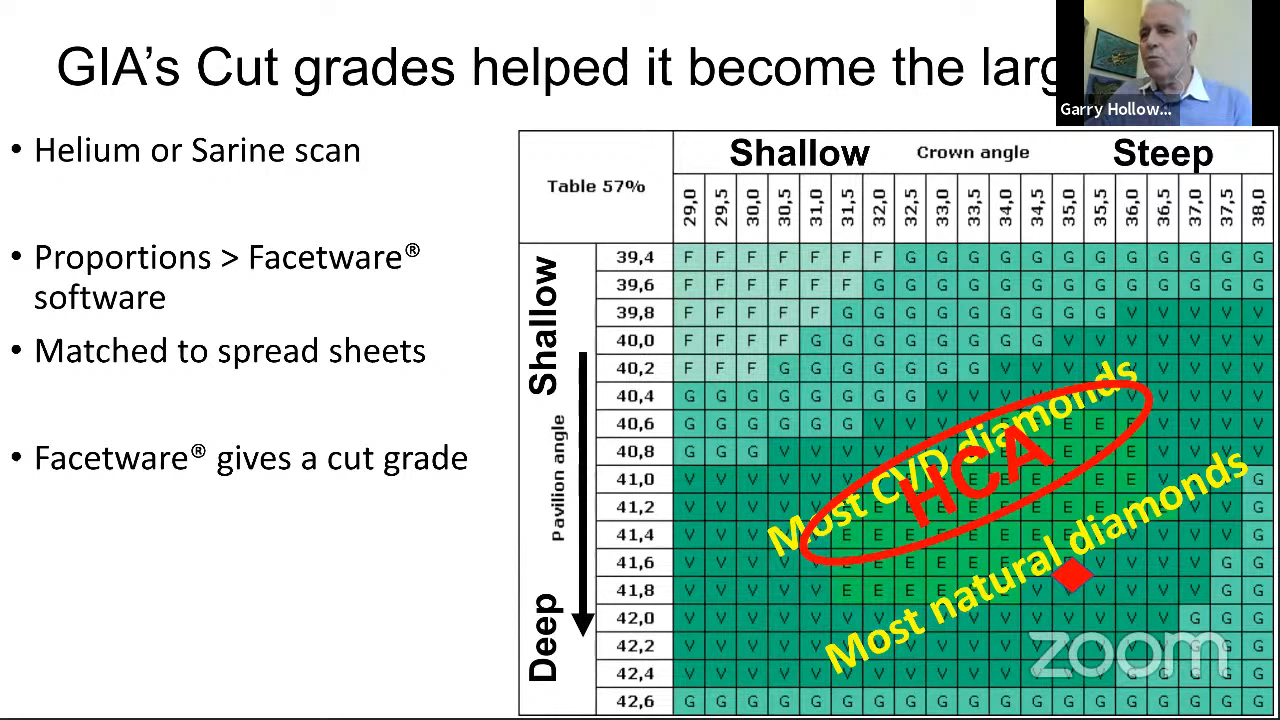 GIA’s Cut grades helped it become the larg
Garry Hollow...
• Helium or Sarine scan
• Proportions > Facetware®
software
• Matched to spread sheets
• Facetware® gives a cut grade
Shallow Crown angle Steep
Table 57%
29,0 29,5 30,0 30,5 31,0 31,5 32,0 32,5 33,0 33,5 34,0 34,5 35,0 35,5 36,0 36,5 37,0 37,5 38,0
Shallow
Pavilion angle
Deep
39,4 F F F F F F F G G G G G G G G G G G G
39,6 F F F F F F G G G G G G G G G G G G G
39,8 F F F F F G G G G G G G G G V V V V V
40,0 F F F F G G G G G G G G V V V V V V V
40,2 F F F G G G G G G G V V V V V V V
40,4 G G G G G G G G V V V V V V V
40,6 G G G G G G V V V V E E E V V V V
40,8 G G G V V V V V E E E V V V
41,0 V V V V V E E E E E V V V G
41,2 V V V V E E E E E E E V V V G
41,4 V V V V E E E E E E E V G
41,6 V V V V V E E E E E V V V G G
41,8 V V V V V E E E E V V V V V G G
42,0 V V V V V V V V V V V V V G G G
42,2 V V V V V V V V V V V G G
42,4 V V V V V V V V V V V G G
42,6 G G G G G G G G G G G G G G G G G G G
Most CVD diamonds
HCA
Most natural diamonds
zoom